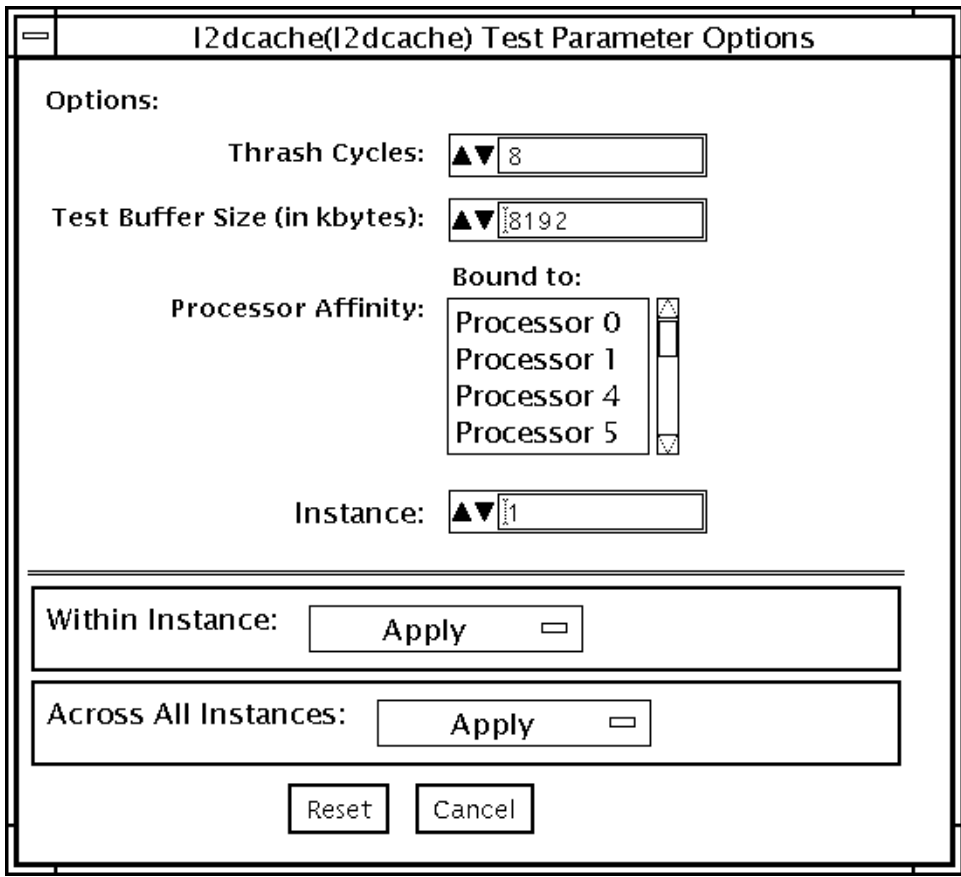 l2dcache(l2dcache) Test Parameter Options
Options:
Thrash Cycles: 8
Test Buffer Size (in kbytes): 8192
Bound to:
Processor Affinity:
Processor 0
Processor 1
Processor 4
Processor 5
Instance: 1
Within Instance: Apply
Across All Instances: Apply
Reset Cancel